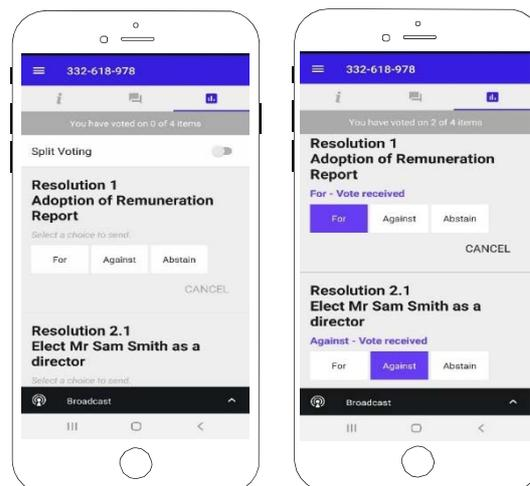 332-618-978
You have voted on 0 of 4 items
Split Voting
Resolution 1
Adoption of Remuneration
Report
Select a choice to send.
For Against Abstain
CANCEL
Resolution 2.1
Elect Mr Sam Smith as a
director
Select a choice to send.
Broadcast
332-618-978
You have voted on 2 of 4 items
Resolution 1
Adoption of Remuneration
Report
For - Vote received
For Against Abstain
CANCEL
Resolution 2.1
Elect Mr Sam Smith as a
director
Against - Vote received
For Against Abstain
Broadcast